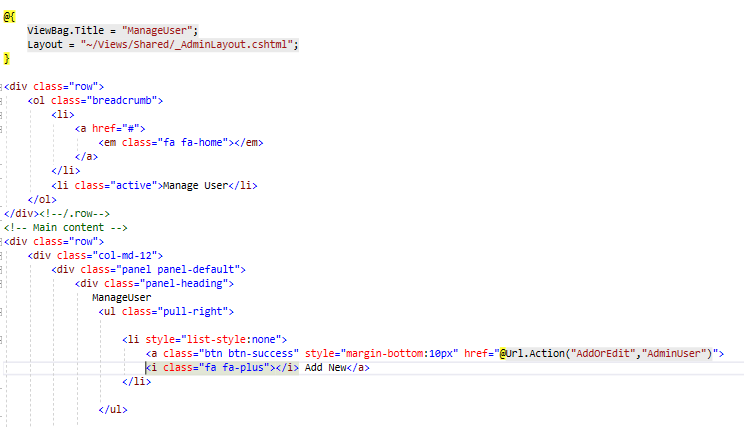 @{
    ViewBag.Title = "ManageUser";
    Layout = "~/Views/Shared/_AdminLayout.cshtml";
}
<div class="row">
    <ol class="breadcrumb">
        <li>
            <a href="#">
                <em class="fa fa-home"></em>
            </a>
        </li>
        <li class="active">Manage User</li>
    </ol>
</div><!--/.row-->
<!-- Main content -->
<div class="row">
    <div class="col-md-12">
        <div class="panel panel-default">
            <div class="panel-heading">
               ManageUser
                <ul class="pull-right">
                    <li style="list-style:none">
                        <a class="btn btn-success" style="margin-bottom:10px" href="@Url.Action("AddOrEdit","AdminUser")">
                        <i class="fa fa-plus"></i> Add New</a>
                    </li>
                </ul>